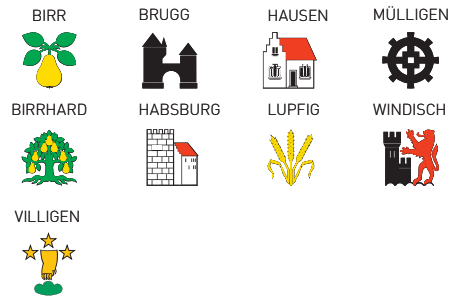 BIRR
BRUGG
HAUSEN
MÜLLIGEN
BIRRHARD
HABSBURG
LUPFIG
WINDISCH
VILLIGEN